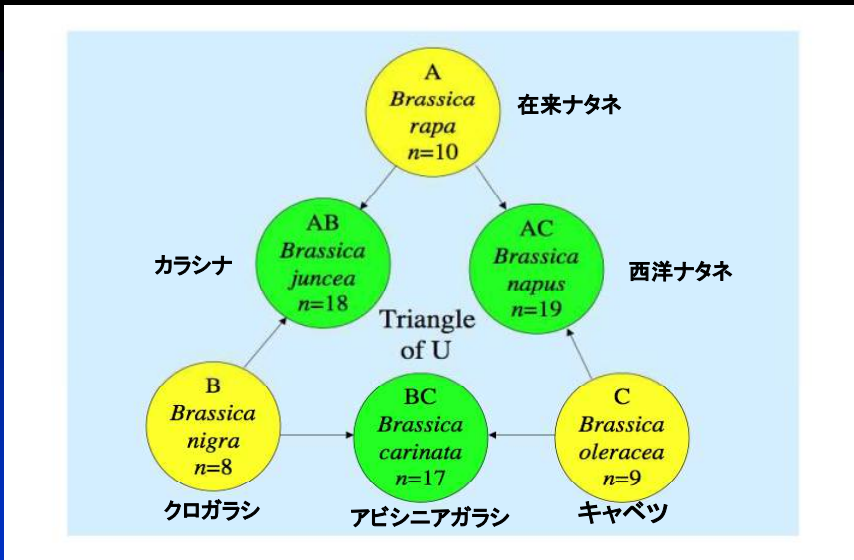 A
Brassica
rapa
n=10
在来ナタネ
AB
Brassica
juncea
n=18
カラシナ
AC
Brassica
napus
n=19
西洋ナタネ
Triangle
of U
B
Brassica
nigra
n=8
クロガラシ
BC
Brassica
carinata
n=17
アビシニアガラシ
C
Brassica
oleracea
n=9
キャベツ